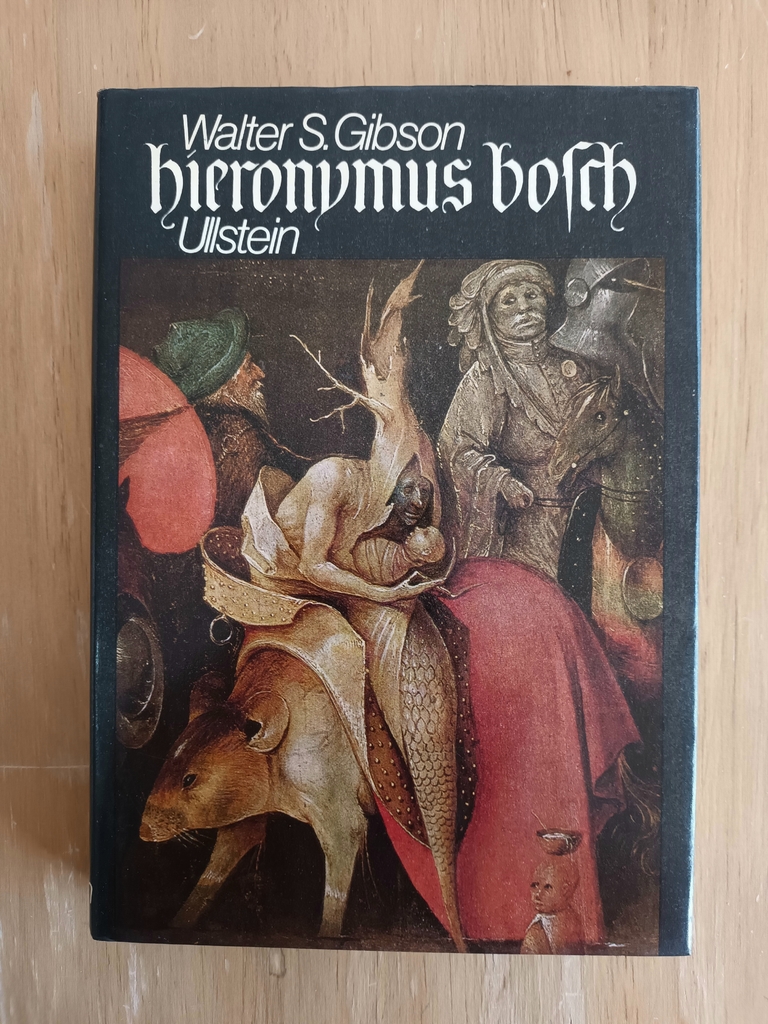 Walter S. Gibson
hieronymus boſch
Ullstein